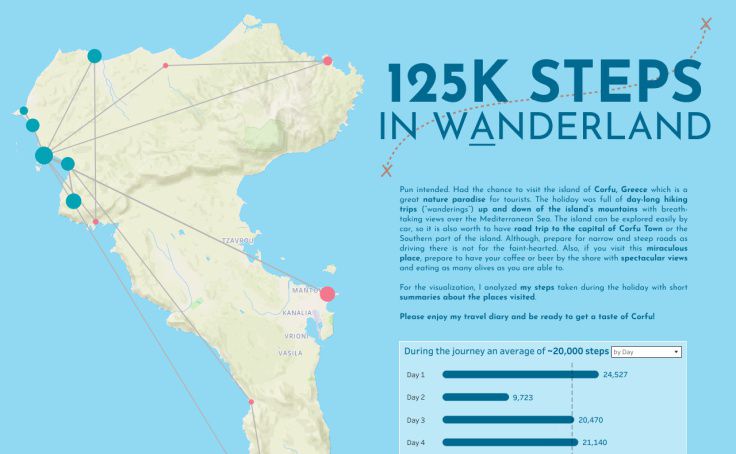 125K STEPS
IN WANDERLAND
Pun intended. Had the chance to visit the island of Corfu, Greece which is a
great nature paradise for tourists. The holiday was full of day-long hiking
trips ("wanderings") up and down of the island's mountains with breath-
taking views over the Mediterranean Sea. The island can be explored easily by
car, so it is also worth to have road trip to the capital of Corfu Town or the
Southern part of the island. Although, prepare for narrow and steep roads as
driving there is not for the faint-hearted. Also, if you visit this miraculous
place, prepare to have your coffee or beer by the shore with spectacular views
and eating as many olives as you are able to.
For the visualization, I analyzed my steps taken during the holiday with short
summaries about the places visited.
Please enjoy my travel diary and be ready to get a taste of Corfu!
During the journey an average of ~20,000 steps by Day
Day 1 24,527
Day 2 9,723
Day 3 20,470
Day 4 21,140
TZAVROU
KANALIA
VRIONI
VASILA